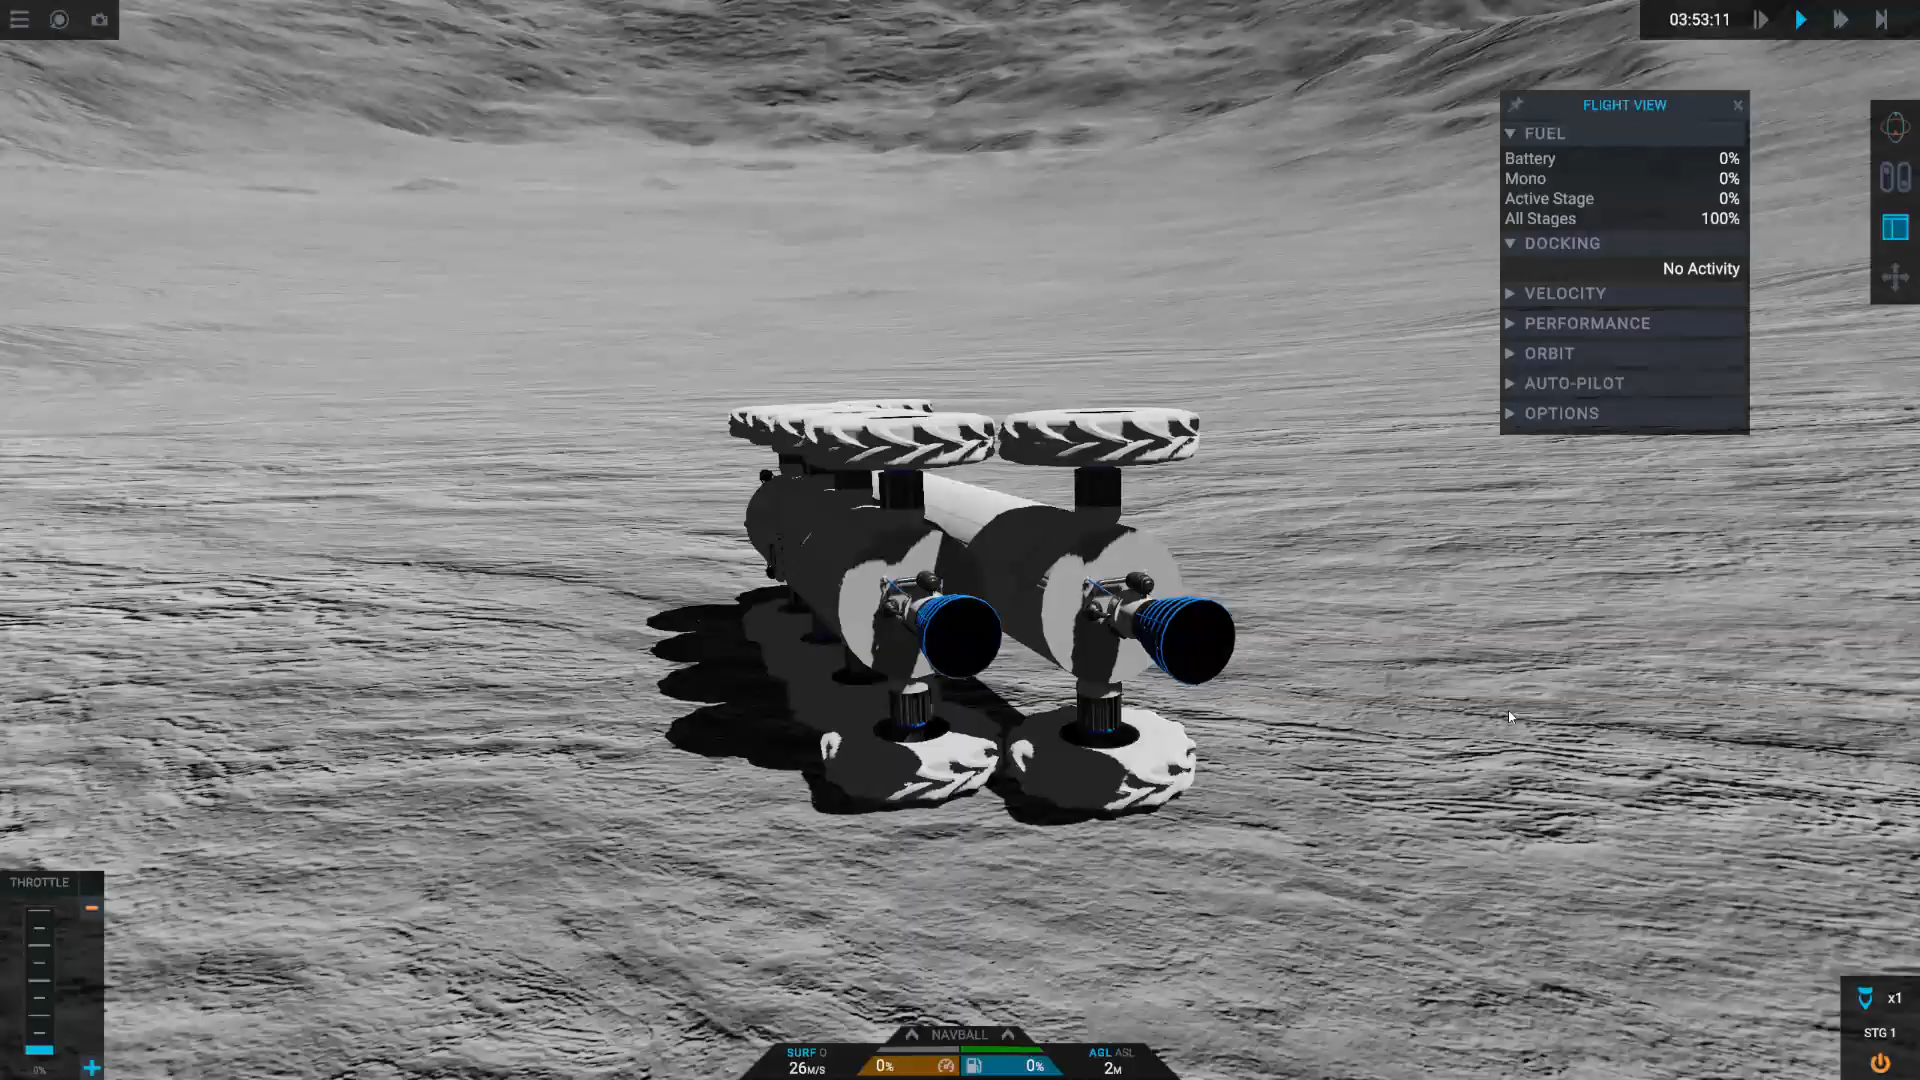 03:53:11
FLIGHT VIEW
FUEL
Battery 0%
Mono 0%
Active Stage 0%
All Stages 100%
DOCKING
No Activity
VELOCITY
PERFORMANCE
ORBIT
AUTO-PILOT
OPTIONS
THROTTLE
0%
NAVBALL
SURF O
26M/S
0%
0%
AGL ASL
2M
x1
STG 1